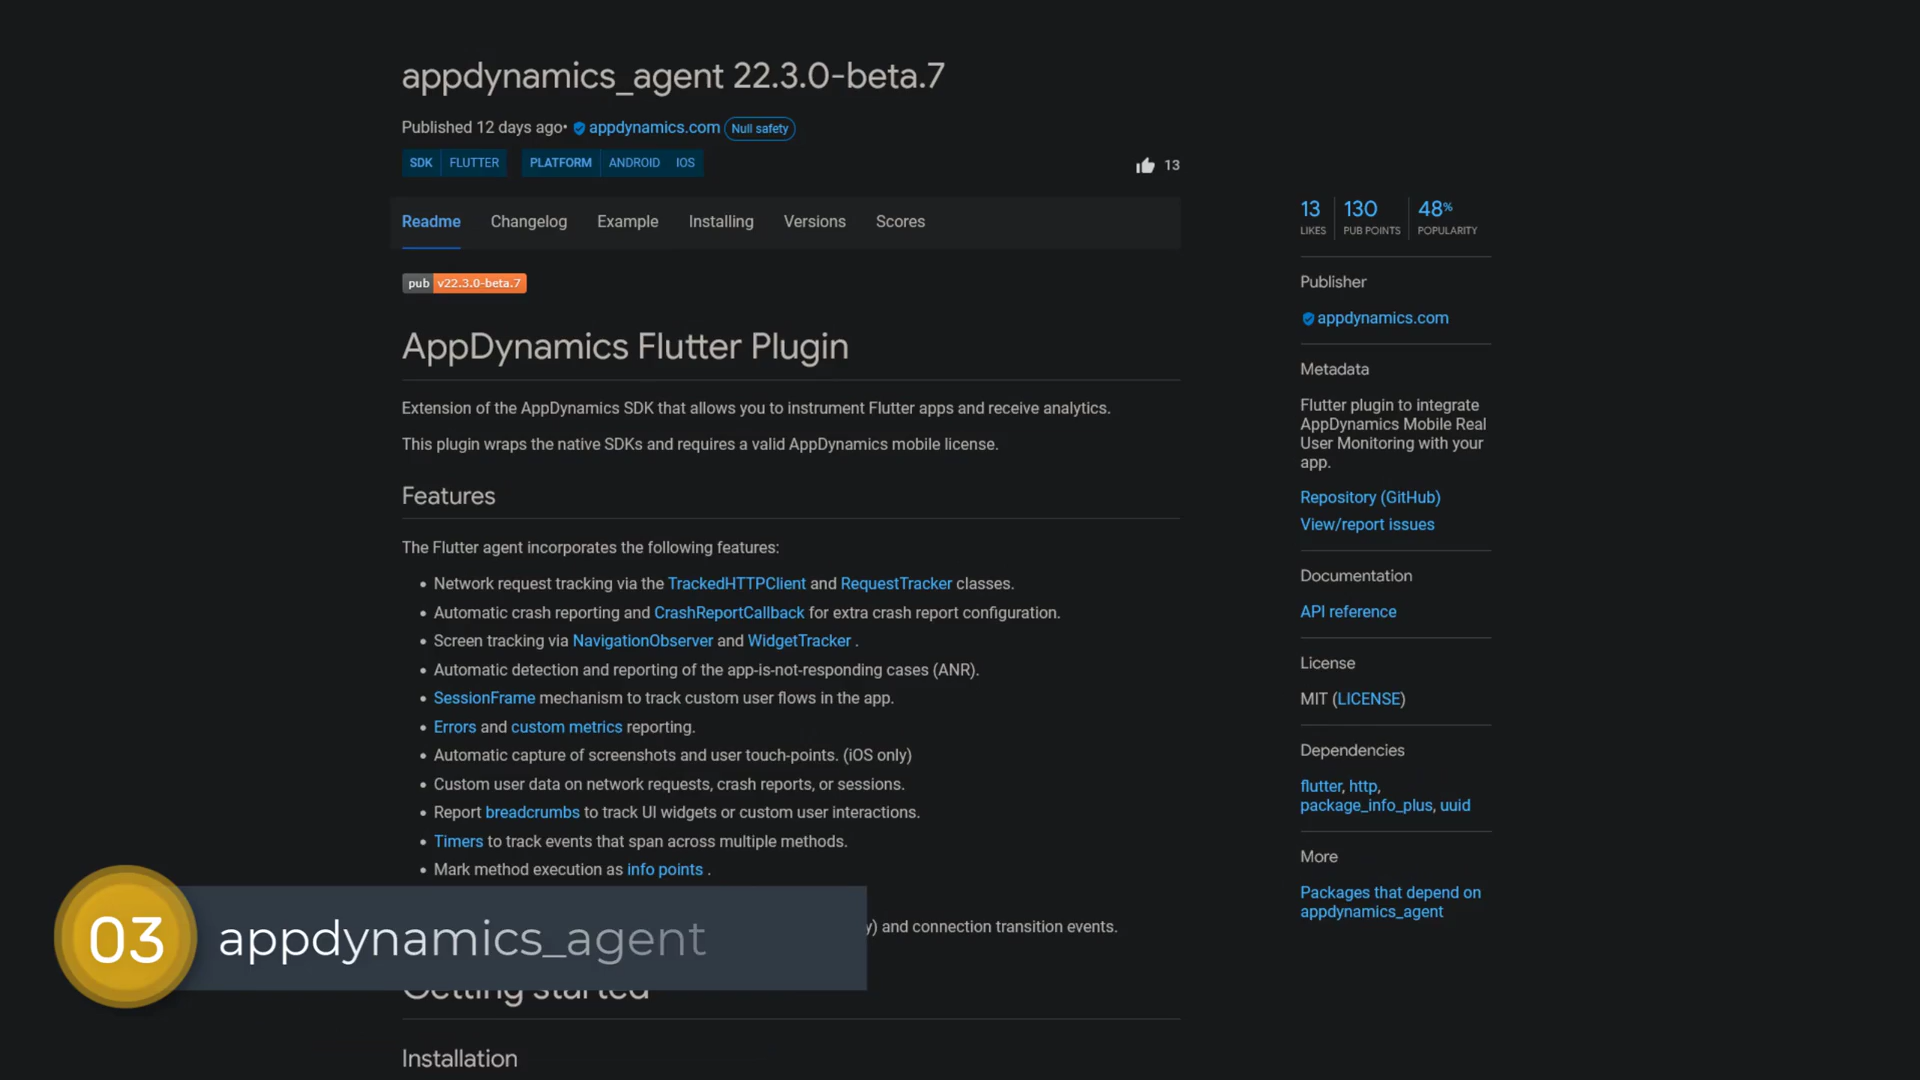 appdynamics_agent 22.3.0-beta.7
Published 12 days ago• appdynamics.com Null safety
SDK FLUTTER PLATFORM ANDROID IOS
13
Readme Changelog Example Installing Versions Scores
pub v22.3.0-beta.7
AppDynamics Flutter Plugin
Extension of the AppDynamics SDK that allows you to instrument Flutter apps and receive analytics.
This plugin wraps the native SDKs and requires a valid AppDynamics mobile license.
Features
The Flutter agent incorporates the following features:
• Network request tracking via the TrackedHTTPClient and RequestTracker classes.
• Automatic crash reporting and CrashReportCallback for extra crash report configuration.
• Screen tracking via NavigationObserver and WidgetTracker .
• Automatic detection and reporting of the app-is-not-responding cases (ANR).
• SessionFrame mechanism to track custom user flows in the app.
• Errors and custom metrics reporting.
• Automatic capture of screenshots and user touch-points. (iOS only)
• Custom user data on network requests, crash reports, or sessions.
• Report breadcrumbs to track UI widgets or custom user interactions.
• Timers to track events that span across multiple methods.
• Mark method execution as info points .
) and connection transition events.
03 appdynamics_agent
Getting started
Installation
13 130 48%
LIKES PUB POINTS POPULARITY
Publisher
appdynamics.com
Metadata
Flutter plugin to integrate
AppDynamics Mobile Real
User Monitoring with your
app.
Repository (GitHub)
View/report issues
Documentation
API reference
License
MIT (LICENSE)
Dependencies
flutter, http,
package_info_plus, uuid
More
Packages that depend on
appdynamics_agent